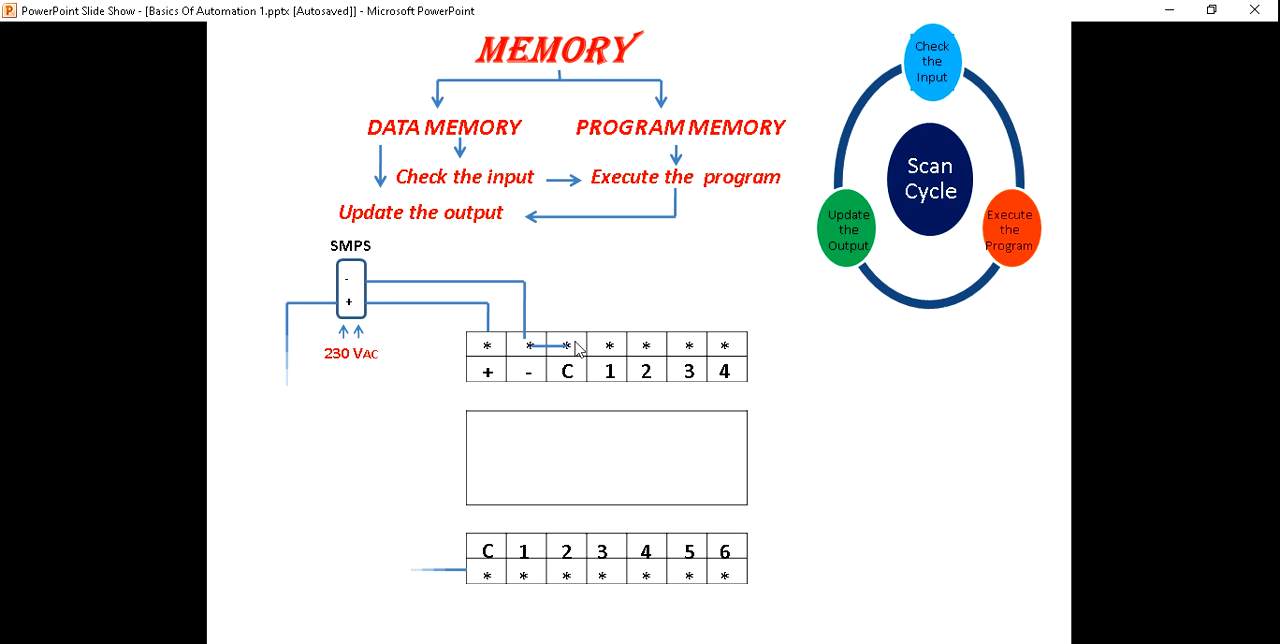 PowerPoint Slide Show - [Basics Of Automation 1.pptx [Autosaved]] - Microsoft PowerPoint
MEMORY
DATA MEMORY PROGRAM MEMORY
Check the input Execute the program
Update the output
Check
the
Input
Scan
Cycle
Update
the
Output
Execute
the
Program
SMPS
-
+
230 VAC
* * * * * * *
+ - C 1 2 3 4
C 1 2 3 4 5 6
* * * * * * *